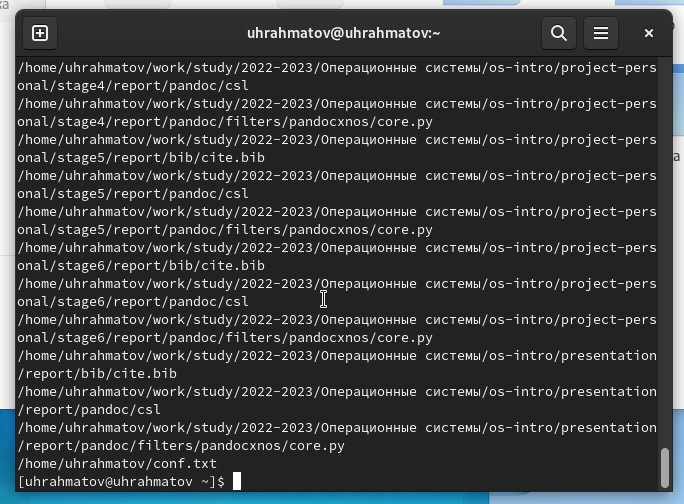 uhrahmatov@uhrahmatov:~
/home/uhrahmatov/work/study/2022-2023/Операционные системы/os-intro/project-pers
onal/stage4/report/pandoc/csl
/home/uhrahmatov/work/study/2022-2023/Операционные системы/os-intro/project-pers
onal/stage4/report/pandoc/filters/pandocxnos/core.py
/home/uhrahmatov/work/study/2022-2023/Операционные системы/os-intro/project-pers
onal/stage5/report/bib/cite.bib
/home/uhrahmatov/work/study/2022-2023/Операционные системы/os-intro/project-pers
onal/stage5/report/pandoc/csl
/home/uhrahmatov/work/study/2022-2023/Операционные системы/os-intro/project-pers
onal/stage5/report/pandoc/filters/pandocxnos/core.py
/home/uhrahmatov/work/study/2022-2023/Операционные системы/os-intro/project-pers
onal/stage6/report/bib/cite.bib
/home/uhrahmatov/work/study/2022-2023/Операционные системы/os-intro/project-pers
onal/stage6/report/pandoc/csl
/home/uhrahmatov/work/study/2022-2023/Операционные системы/os-intro/project-pers
onal/stage6/report/pandoc/filters/pandocxnos/core.py
/home/uhrahmatov/work/study/2022-2023/Операционные системы/os-intro/presentation
/report/bib/cite.bib
/home/uhrahmatov/work/study/2022-2023/Операционные системы/os-intro/presentation
/report/pandoc/csl
/home/uhrahmatov/work/study/2022-2023/Операционные системы/os-intro/presentation
/report/pandoc/filters/pandocxnos/core.py
/home/uhrahmatov/conf.txt
[uhrahmatov@uhrahmatov ~]$